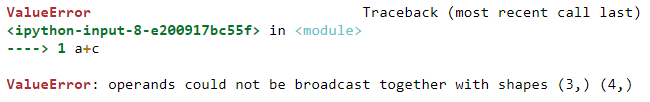 ValueError                                Traceback (most recent call last)
<ipython-input-8-e200917bc55f> in <module>
----> 1 a+c

ValueError: operands could not be broadcast together with shapes (3,) (4,)